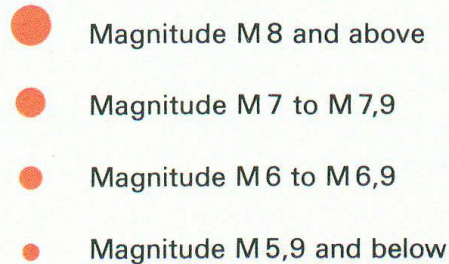 Magnitude M 8 and above
Magnitude M 7 to M 7,9
Magnitude M 6 to M 6,9
Magnitude M 5,9 and below